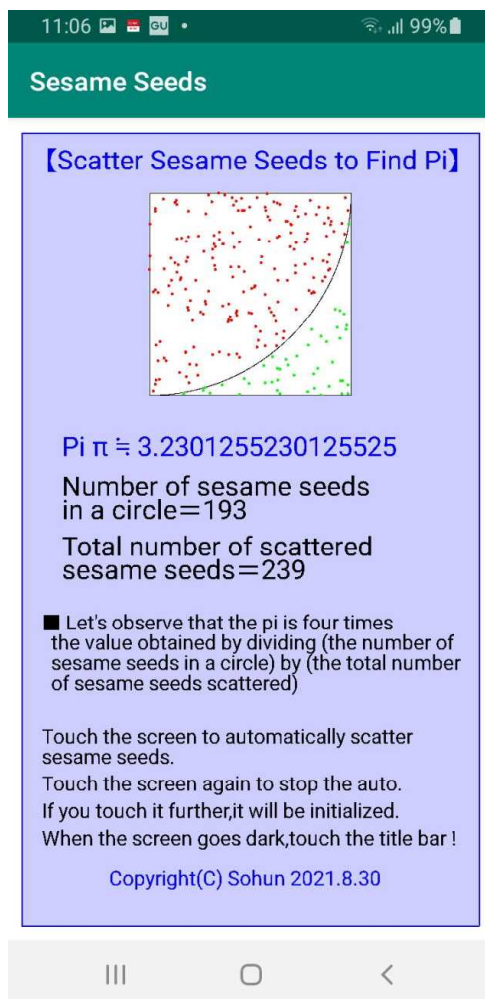 11:06 GU • 99%
Sesame Seeds
【Scatter Sesame Seeds to Find Pi】
Pi π ≒ 3.2301255230125525
Number of sesame seeds
in a circle＝193
Total number of scattered
sesame seeds＝239
■ Let's observe that the pi is four times
the value obtained by dividing (the number of
sesame seeds in a circle) by (the total number
of sesame seeds scattered)
Touch the screen to automatically scatter
sesame seeds.
Touch the screen again to stop the auto.
If you touch it further,it will be initialized.
When the screen goes dark,touch the title bar !
Copyright(C) Sohun 2021.8.30